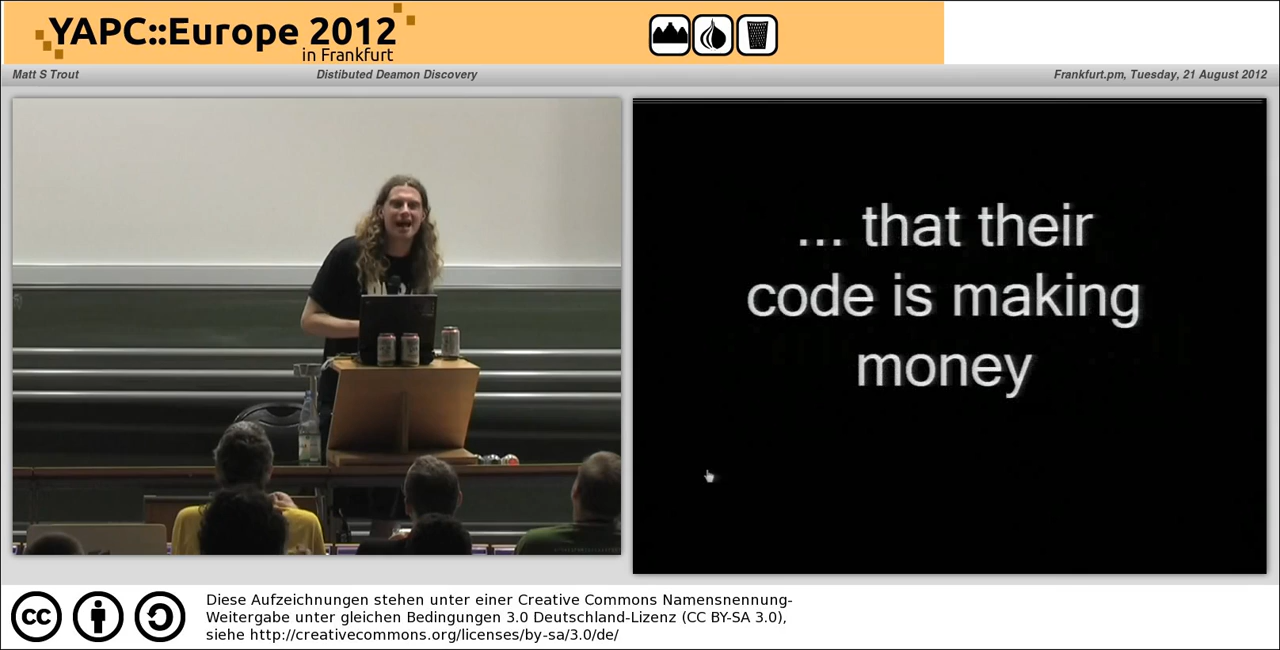 YAPC::Europe 2012
in Frankfurt
Matt S Trout
Distibuted Deamon Discovery
Frankfurt.pm, Tuesday, 21 August 2012
... that their
code is making
money
cc
Diese Aufzeichnungen stehen unter einer Creative Commons Namensnennung-
Weitergabe unter gleichen Bedingungen 3.0 Deutschland-Lizenz (CC BY-SA 3.0),
siehe http://creativecommons.org/licenses/by-sa/3.0/de/